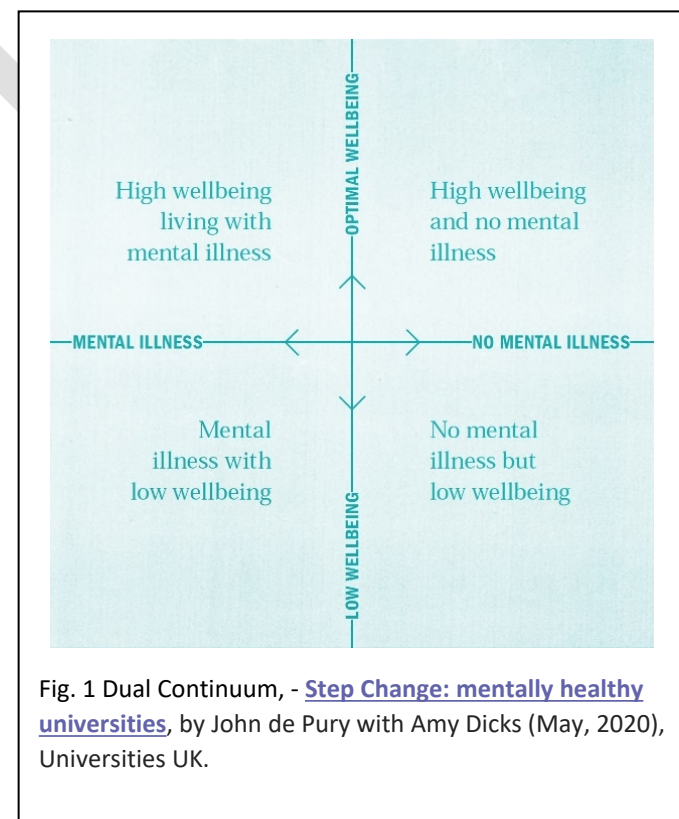 OPTIMAL WELLBEING
High wellbeing
living with
mental illness
High wellbeing
and no mental
illness
MENTAL ILLNESS
NO MENTAL ILLNESS
Mental
illness with
low wellbeing
No mental
illness but
low wellbeing
LOW WELLBEING
Fig. 1 Dual Continuum, - Step Change: mentally healthy
universities, by John de Pury with Amy Dicks (May, 2020),
Universities UK.